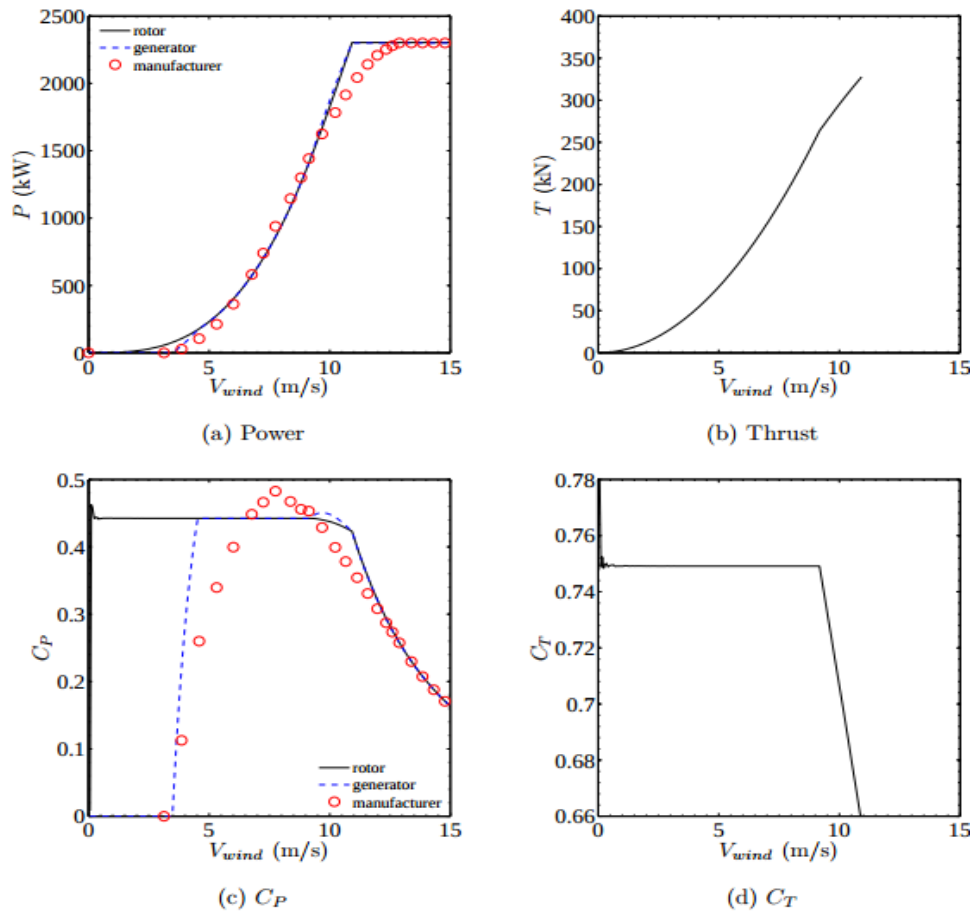 2500
2000
1500
1000
500
0
P (kW)
rotor
generator
manufacturer
0 5 10 15
V_wind (m/s)
(a) Power
400
350
300
250
200
150
100
50
0
T (kN)
0 5 10 15
V_wind (m/s)
(b) Thrust
0.5
0.4
0.3
0.2
0.1
0
C_P
rotor
generator
manufacturer
0 5 10 15
V_wind (m/s)
(c) C_P
0.78
0.76
0.74
0.72
0.7
0.68
0.66
C_T
0 5 10 15
V_wind (m/s)
(d) C_T